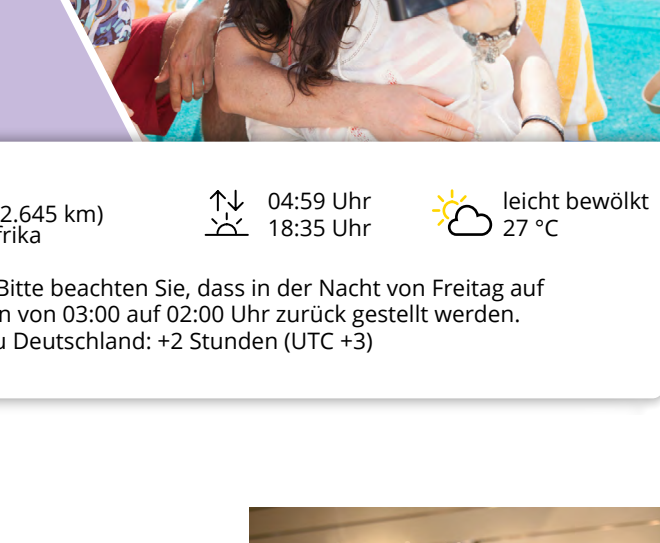 2.645 km)
frika
04:59 Uhr
18:35 Uhr
leicht bewölkt
27 °C
Bitte beachten Sie, dass in der Nacht von Freitag auf
n von 03:00 auf 02:00 Uhr zurück gestellt werden.
u Deutschland: +2 Stunden (UTC +3)